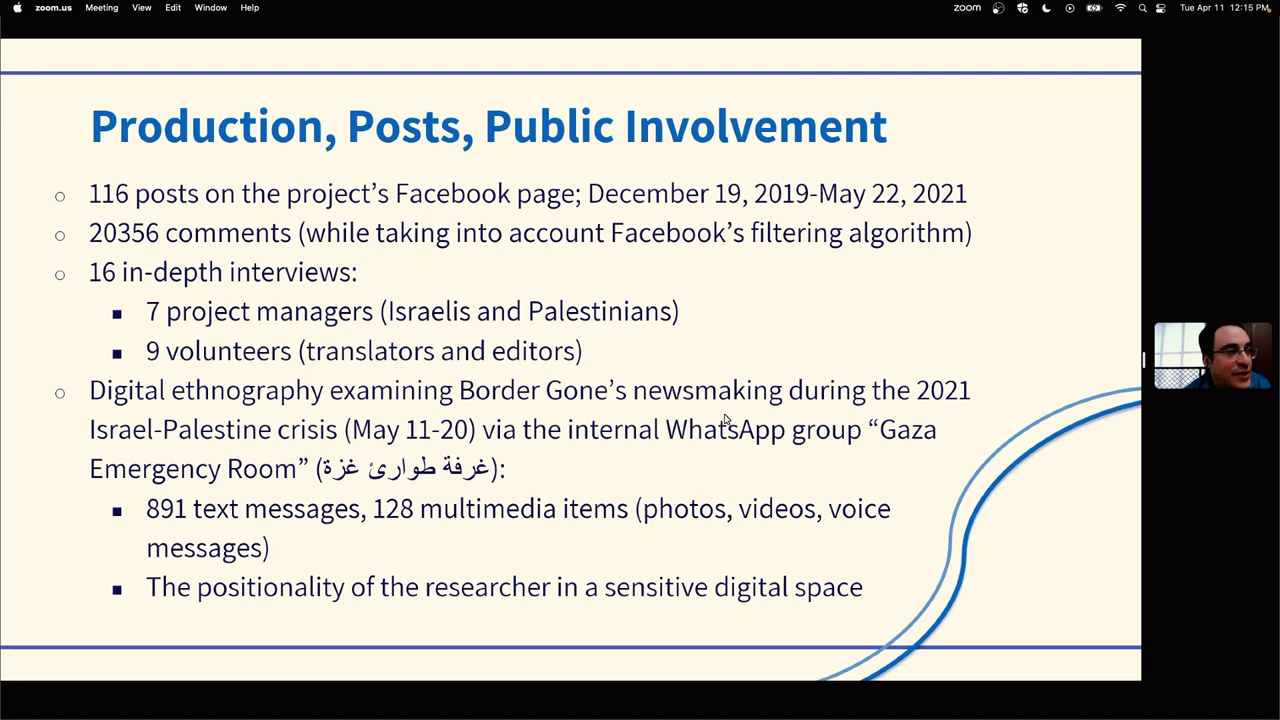 zoom.us Meeting View Edit Window Help zoom Tue Apr 11 12:15 PM
Production, Posts, Public Involvement
116 posts on the project’s Facebook page; December 19, 2019-May 22, 2021
20356 comments (while taking into account Facebook’s filtering algorithm)
16 in-depth interviews:
7 project managers (Israelis and Palestinians)
9 volunteers (translators and editors)
Digital ethnography examining Border Gone’s newsmaking during the 2021
Israel-Palestine crisis (May 11-20) via the internal WhatsApp group “Gaza
Emergency Room” (غرفة طوارئ غزة):
891 text messages, 128 multimedia items (photos, videos, voice
messages)
The positionality of the researcher in a sensitive digital space